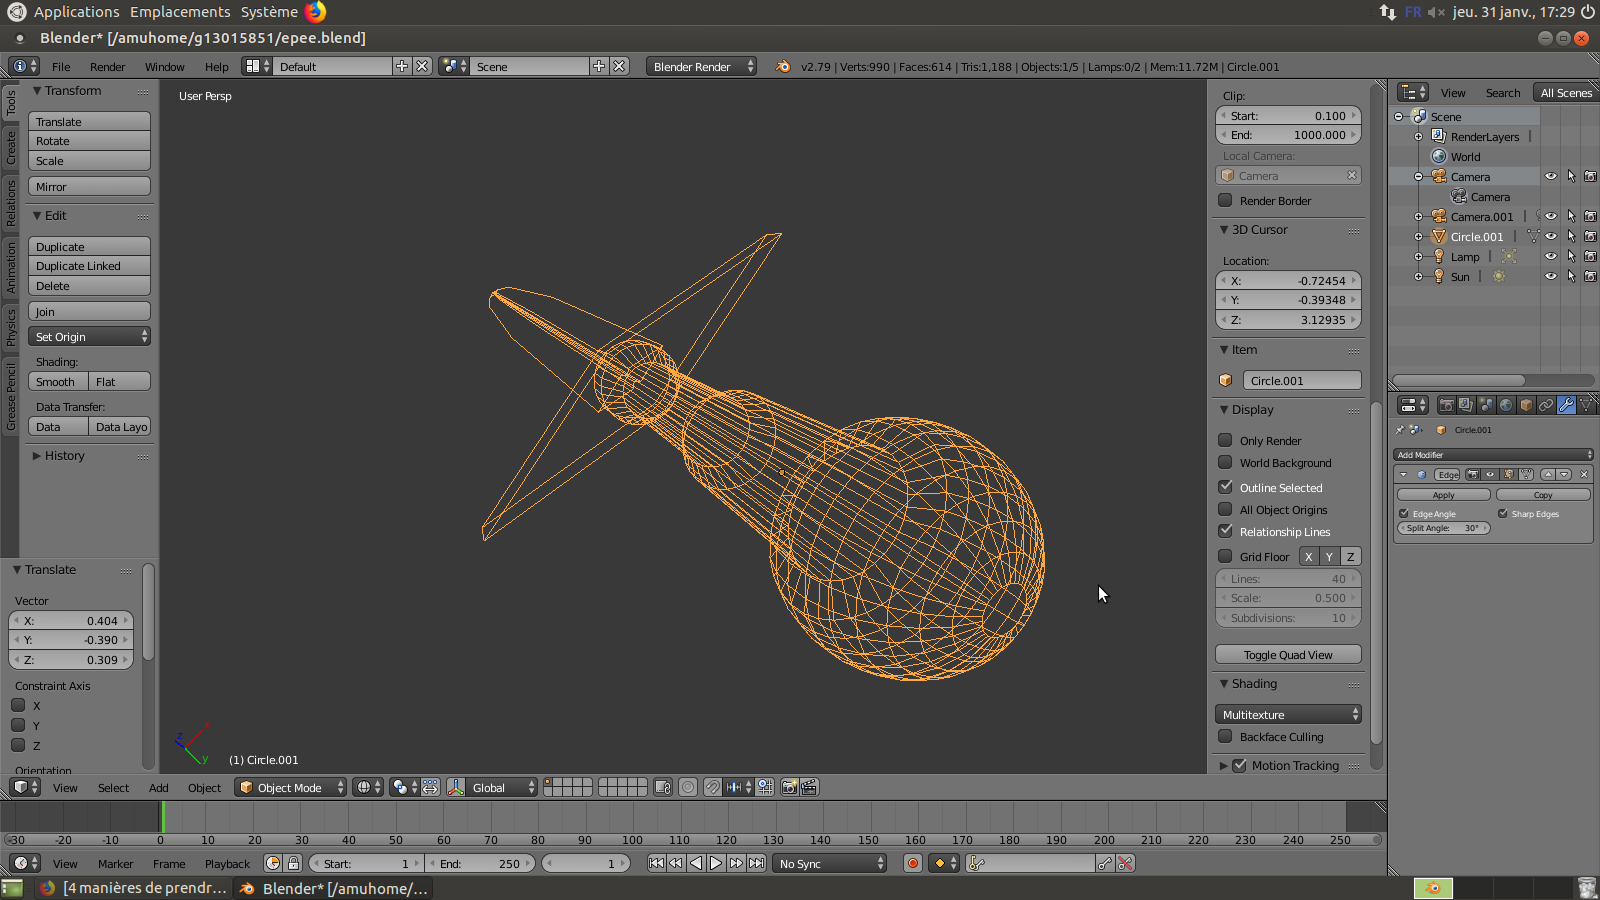 Applications Emplacements Système FR jeu. 31 janv., 17:29
Blender* [/amuhome/g13015851/epee.blend]
File Render Window Help Default Scene Blender Render v2.79 | Verts:990 | Faces:614 | Tris:1,188 | Objects:1/5 | Lamps:0/2 | Mem:11.72M | Circle.001
Tools
Create
Relations
Animation
Physics
Grease Pencil
Transform
Translate
Rotate
Scale
Mirror
Edit
Duplicate
Duplicate Linked
Delete
Join
Set Origin
Shading:
Smooth Flat
Data Transfer:
Data Data Layo
History
Translate
Vector
X: 0.404
Y: -0.390
Z: 0.309
Constraint Axis
X
Y
Z
Orientation
User Persp
z x y
(1) Circle.001
Clip:
Start: 0.100
End: 1000.000
Local Camera:
Camera
Render Border
3D Cursor
Location:
X: -0.72454
Y: -0.39348
Z: 3.12935
Item
Circle.001
Display
Only Render
World Background
Outline Selected
All Object Origins
Relationship Lines
Grid Floor X Y Z
Lines: 40
Scale: 0.500
Subdivisions: 10
Toggle Quad View
Shading
Multitexture
Backface Culling
Motion Tracking
View Search All Scenes
Scene
RenderLayers
World
Camera
Camera
Camera.001
Circle.001
Lamp
Sun
Circle.001
Add Modifier
Edge
Apply Copy
Edge Angle Sharp Edges
Split Angle: 30°
View Select Add Object Object Mode Global
-30 -20 -10 0 10 20 30 40 50 60 70 80 90 100 110 120 130 140 150 160 170 180 190 200 210 220 230 240 250
View Marker Frame Playback Start: 1 End: 250 1 No Sync
[4 manières de prendr... Blender* [/amuhome/...